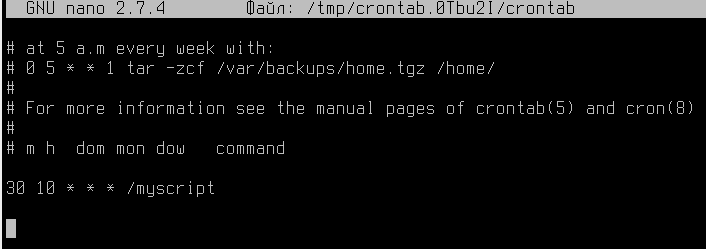 GNU nano 2.7.4 Файл: /tmp/crontab.0Tbu2I/crontab
# at 5 a.m every week with:
# 0 5 * * 1 tar -zcf /var/backups/home.tgz /home/
#
# For more information see the manual pages of crontab(5) and cron(8)
#
# m h  dom mon dow   command
30 10 * * * /myscript